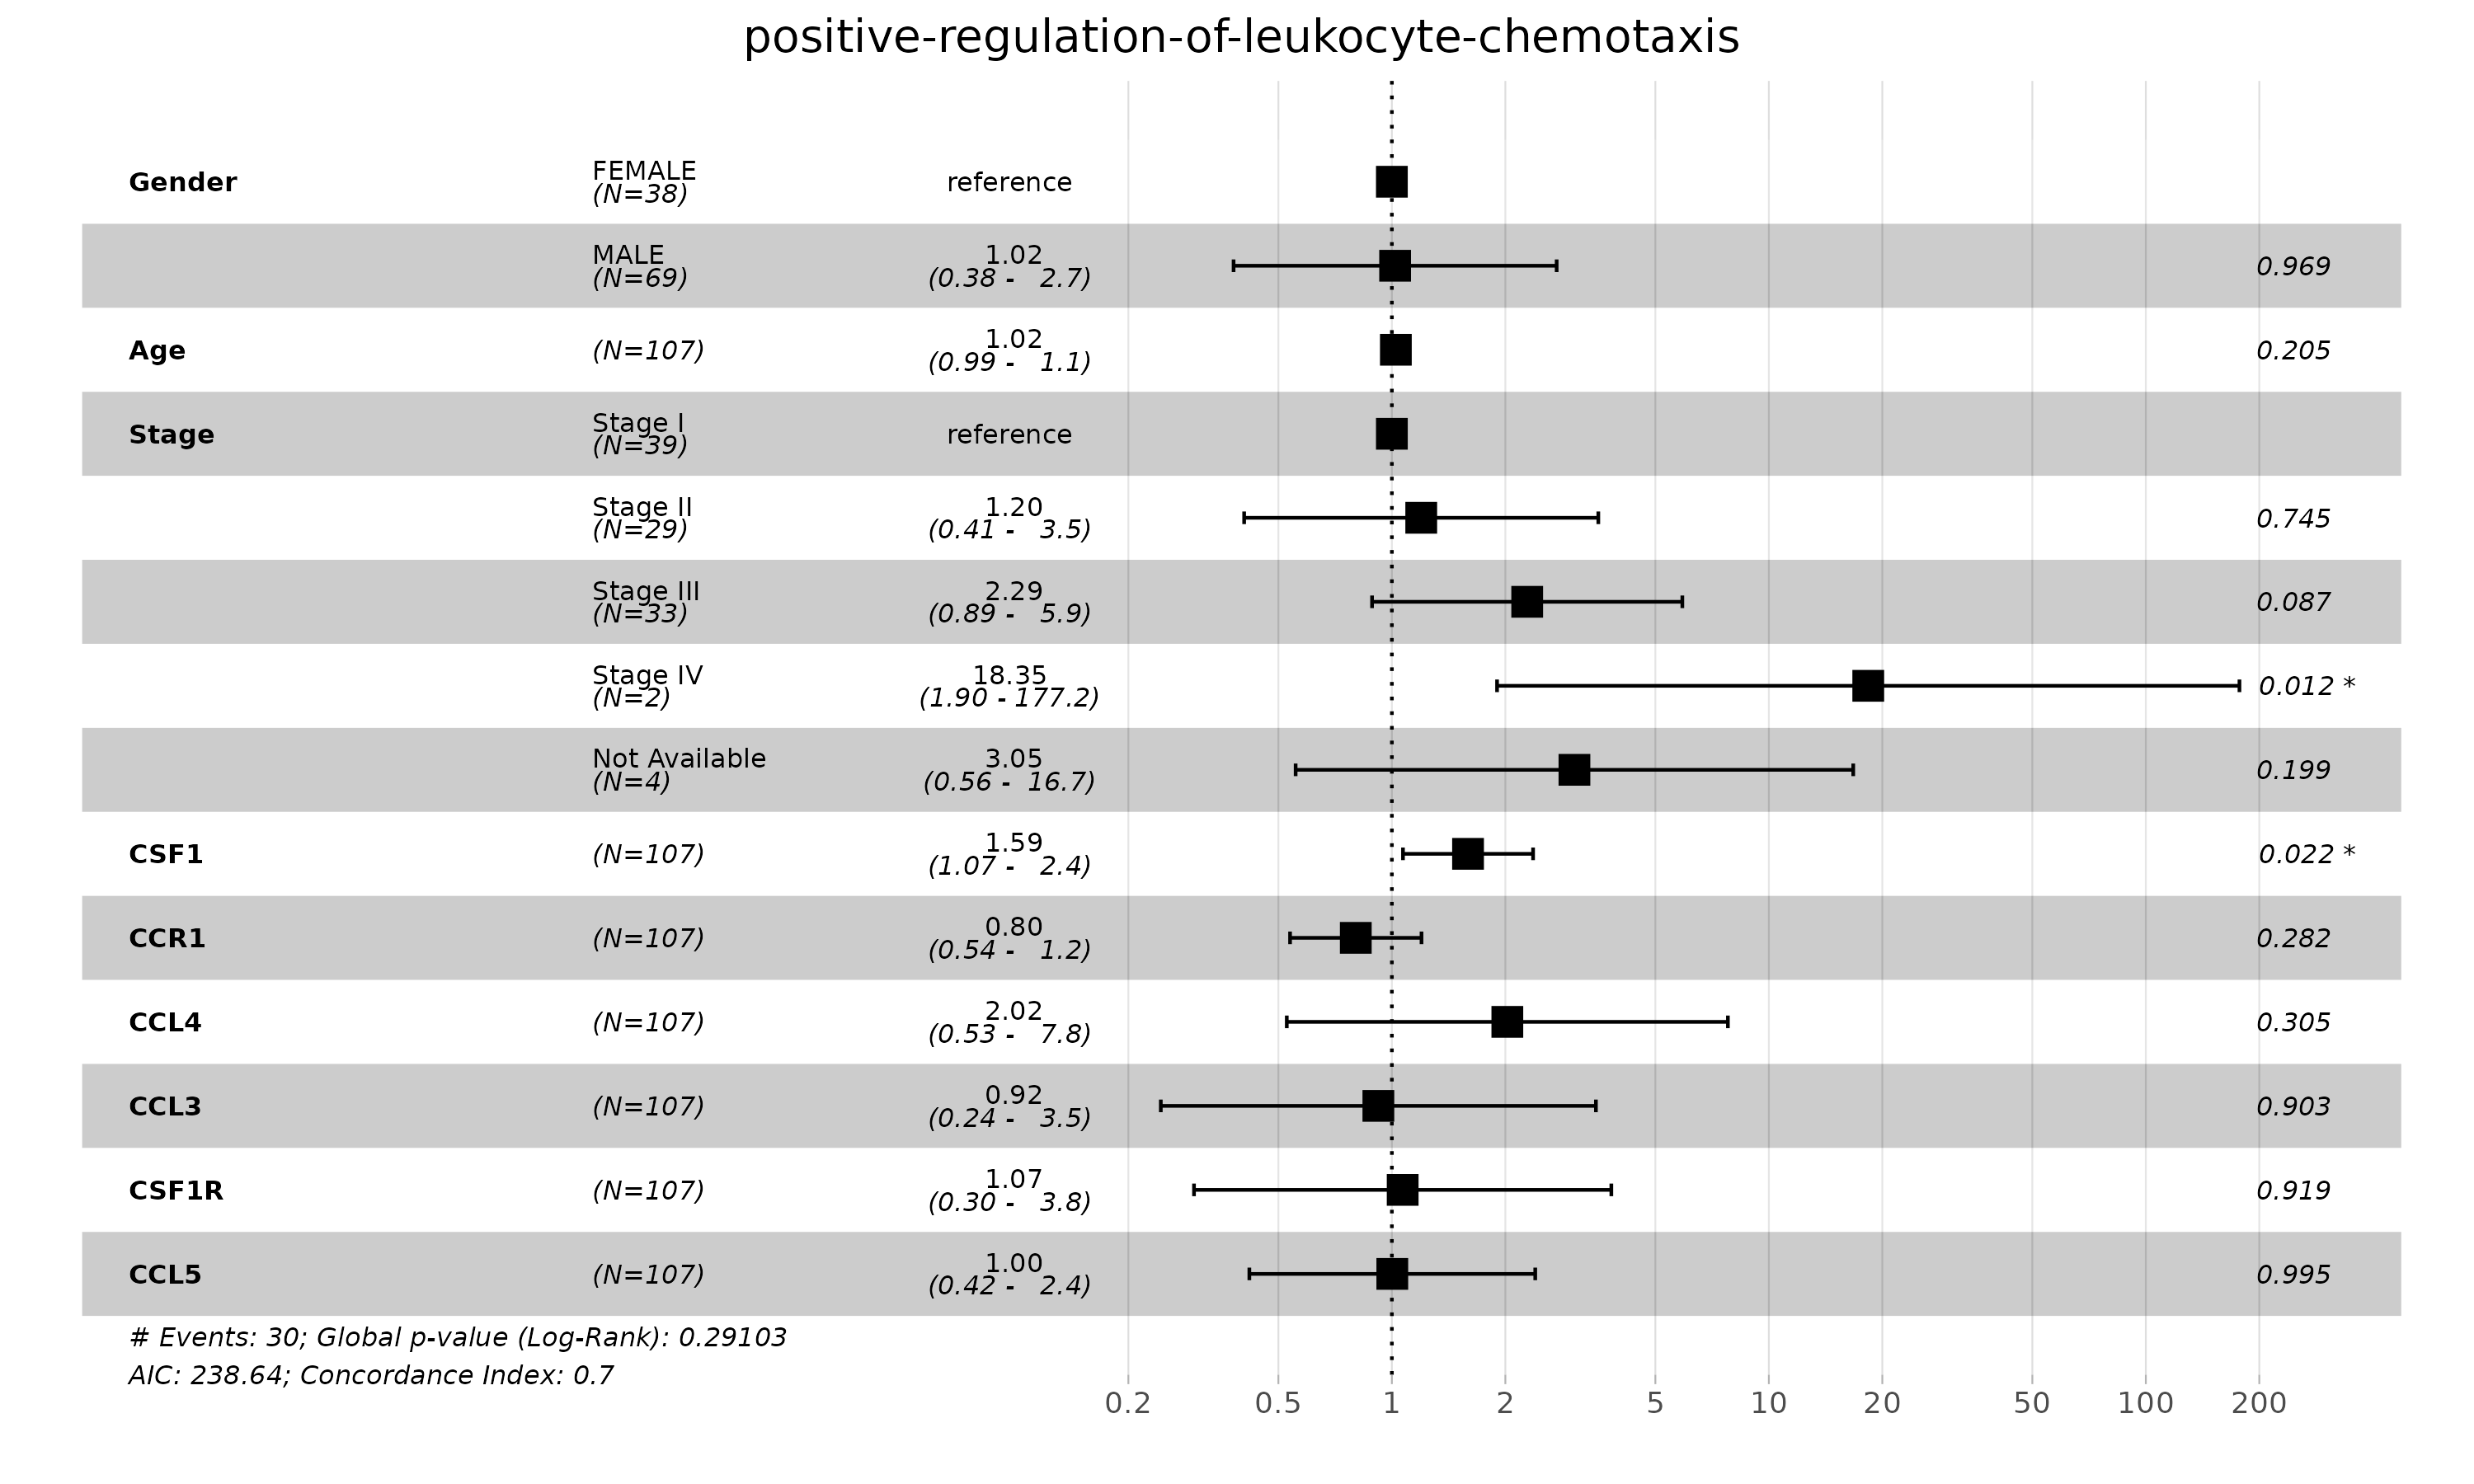 positive-regulation-of-leukocyte-chemotaxis
Gender FEMALE (N=38) reference
MALE (N=69) 1.02 (0.38 - 2.7) 0.969
Age (N=107) 1.02 (0.99 - 1.1) 0.205
Stage Stage I (N=39) reference
Stage II (N=29) 1.20 (0.41 - 3.5) 0.745
Stage III (N=33) 2.29 (0.89 - 5.9) 0.087
Stage IV (N=2) 18.35 (1.90 - 177.2) 0.012 *
Not Available (N=4) 3.05 (0.56 - 16.7) 0.199
CSF1 (N=107) 1.59 (1.07 - 2.4) 0.022 *
CCR1 (N=107) 0.80 (0.54 - 1.2) 0.282
CCL4 (N=107) 2.02 (0.53 - 7.8) 0.305
CCL3 (N=107) 0.92 (0.24 - 3.5) 0.903
CSF1R (N=107) 1.07 (0.30 - 3.8) 0.919
CCL5 (N=107) 1.00 (0.42 - 2.4) 0.995
# Events: 30; Global p-value (Log-Rank): 0.29103
AIC: 238.64; Concordance Index: 0.7
0.2 0.5 1 2 5 10 20 50 100 200